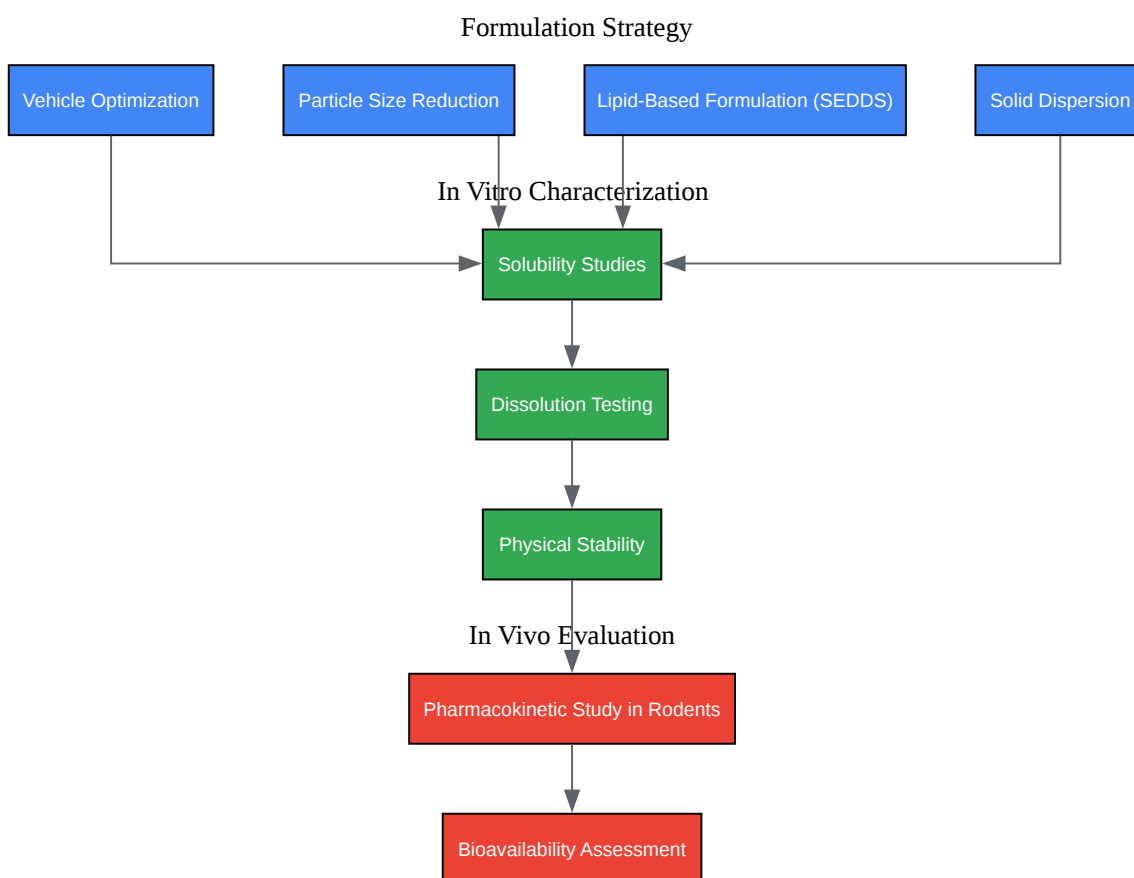 Formulation Strategy
Vehicle Optimization
Particle Size Reduction
Lipid-Based Formulation (SEDDS)
Solid Dispersion
In Vitro Characterization
Solubility Studies
Dissolution Testing
Physical Stability
In Vivo Evaluation
Pharmacokinetic Study in Rodents
Bioavailability Assessment